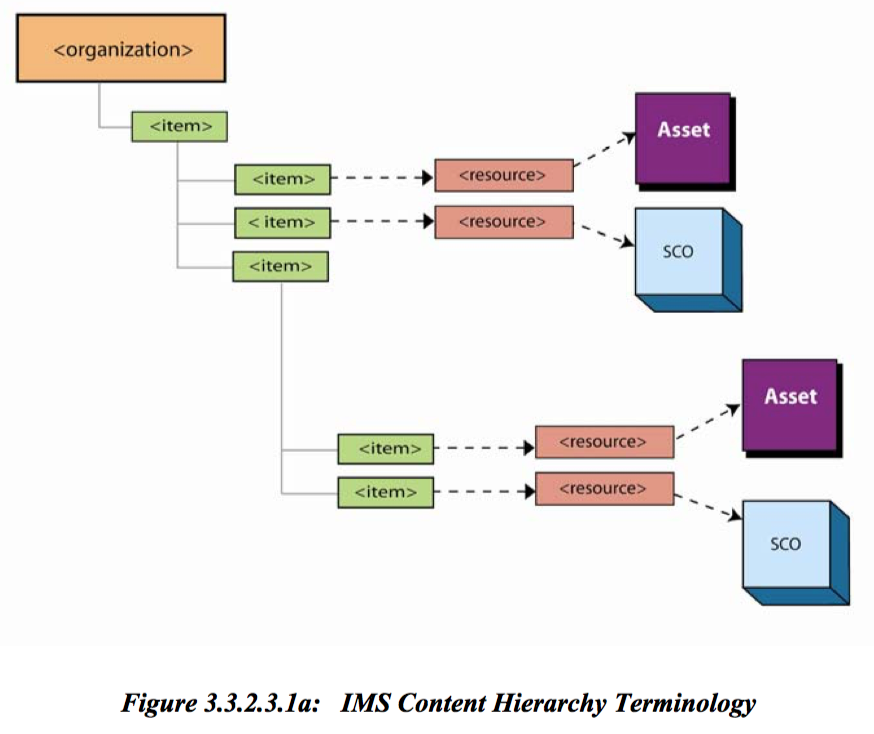 <organization>
<item>
<item>
<resource>
Asset
< item>
<resource>
SCO
<item>
<item>
<resource>
Asset
<item>
<resource>
SCO
Figure 3.3.2.3.1a: IMS Content Hierarchy Terminology